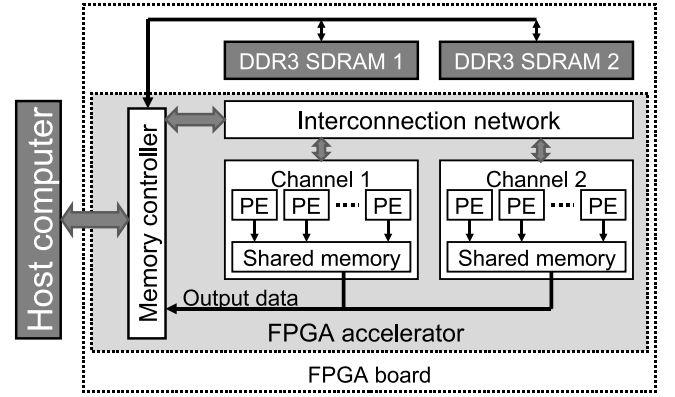 DDR3 SDRAM 1
DDR3 SDRAM 2
Host computer
Memory controller
Interconnection network
Channel 1
PE PE PE
Shared memory
Channel 2
PE PE PE
Shared memory
Output data
FPGA accelerator
FPGA board